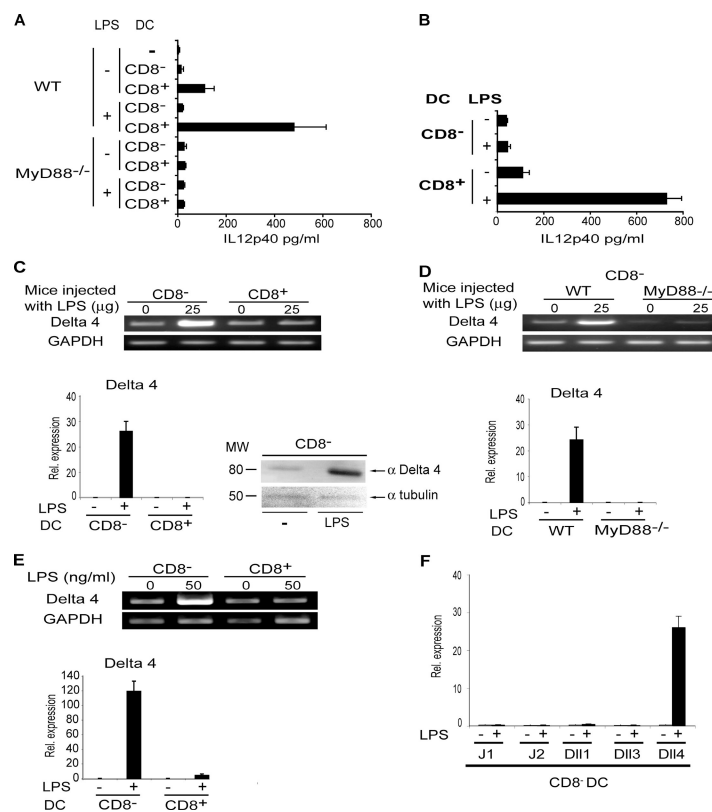 A
LPS DC
WT
MyD88-/-
-
+
-
+
-
CD8-
CD8+
CD8-
CD8+
CD8-
CD8+
CD8-
CD8+
0 200 400 600 800
IL12p40 pg/ml
B
DC LPS
CD8-
CD8+
-
+
-
+
0 200 400 600 800
IL12p40 pg/ml
C
Mice injected
with LPS (μg)
CD8- CD8+
0 25 0 25
Delta 4
GAPDH
Delta 4
Rel. expression
40
30
20
10
0
LPS - + - +
DC CD8- CD8+
MW
CD8-
80
α Delta 4
50
α tubulin
- LPS
D
CD8-
Mice injected
with LPS (μg)
WT MyD88-/-
0 25 0 25
Delta 4
GAPDH
Delta 4
Rel. expression
40
30
20
10
0
LPS - + - +
DC WT MyD88-/-
E
LPS (ng/ml)
CD8- CD8+
0 50 0 50
Delta 4
GAPDH
Delta 4
Rel. expression
140
120
100
80
60
40
20
0
LPS - + - +
DC CD8- CD8+
F
Rel. expression
40
30
20
10
0
LPS - + - + - + - + - +
J1 J2 Dll1 Dll3 Dll4
CD8- DC